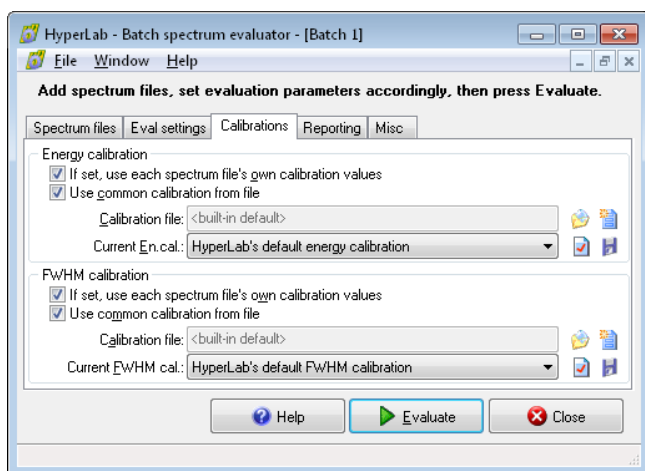 HyperLab - Batch spectrum evaluator - [Batch 1]
File Window Help
Add spectrum files, set evaluation parameters accordingly, then press Evaluate.
Spectrum files Eval settings Calibrations Reporting Misc
Energy calibration
If set, use each spectrum file's own calibration values
Use common calibration from file
Calibration file: <built-in default>
Current En.cal.: HyperLab's default energy calibration
FWHM calibration
If set, use each spectrum file's own calibration values
Use common calibration from file
Calibration file: <built-in default>
Current FWHM cal.: HyperLab's default FWHM calibration
Help Evaluate Close